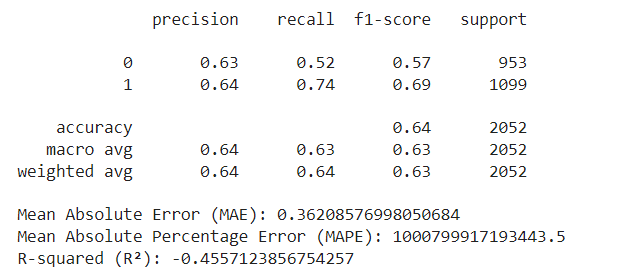 precision recall f1-score support
0 0.63 0.52 0.57 953
1 0.64 0.74 0.69 1099
accuracy 0.64 2052
macro avg 0.64 0.63 0.63 2052
weighted avg 0.64 0.64 0.63 2052
Mean Absolute Error (MAE): 0.36208576998050684
Mean Absolute Percentage Error (MAPE): 1000799917193443.5
R-squared (R²): -0.4557123856754257